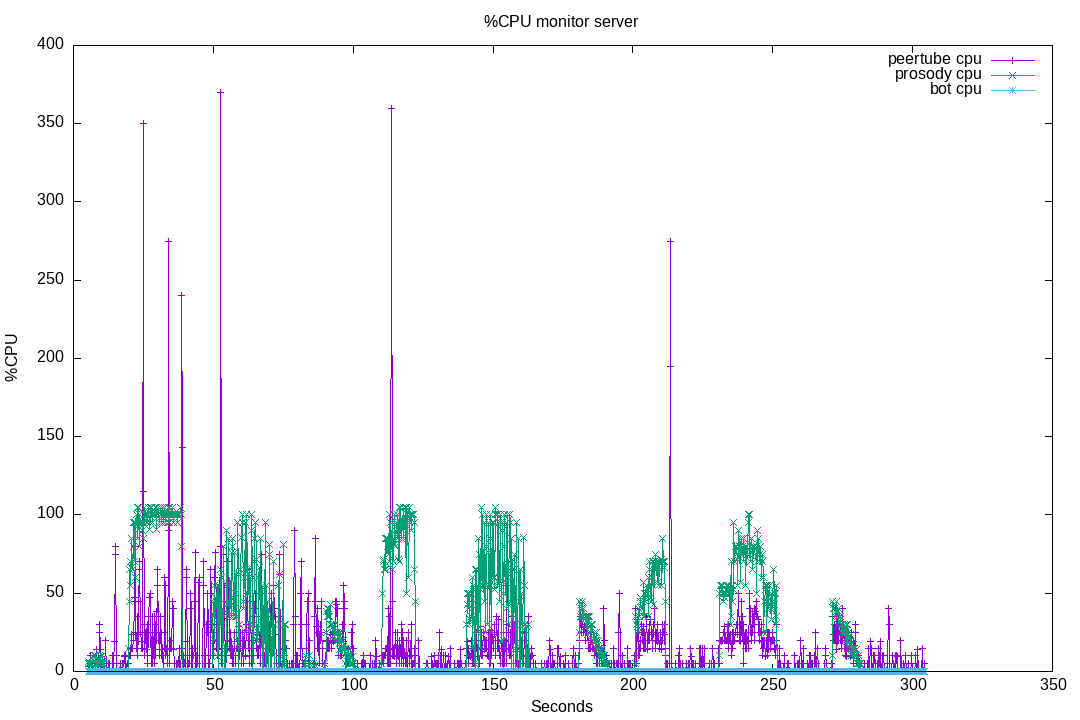 %CPU monitor server
400
350
300
250
200
150
100
50
0
%CPU
peertube cpu
prosody cpu
bot cpu
0 50 100 150 200 250 300 350
Seconds